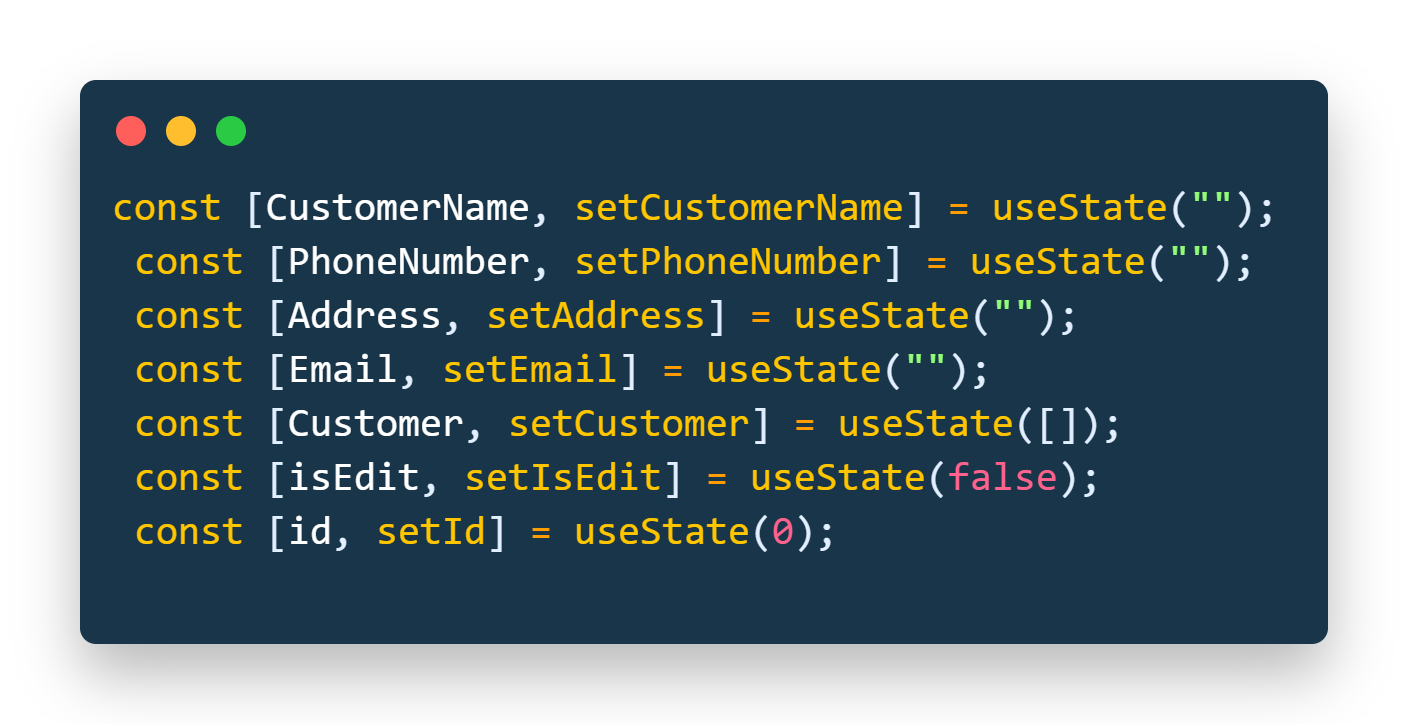 const [CustomerName, setCustomerName] = useState("");
const [PhoneNumber, setPhoneNumber] = useState("");
const [Address, setAddress] = useState("");
const [Email, setEmail] = useState("");
const [Customer, setCustomer] = useState([]);
const [isEdit, setIsEdit] = useState(false);
const [id, setId] = useState(0);